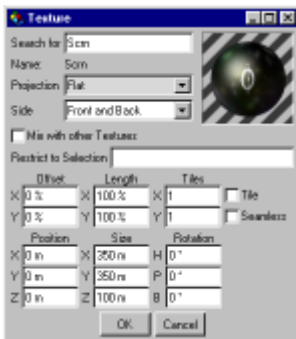 Texture
Search for Scrn
Name: Scrn
Projection Flat
Side Front and Back
Mix with other Textures
Restrict to Selection
Offset Length Tiles
X 0 % X 100 % X 1 Tile
Y 0 % Y 100 % Y 1 Seamless
Position Size Rotation
X 0 m X 350 m H 0 °
Y 0 m Y 350 m P 0 °
Z 0 m Z 100 m B 0 °
OK Cancel